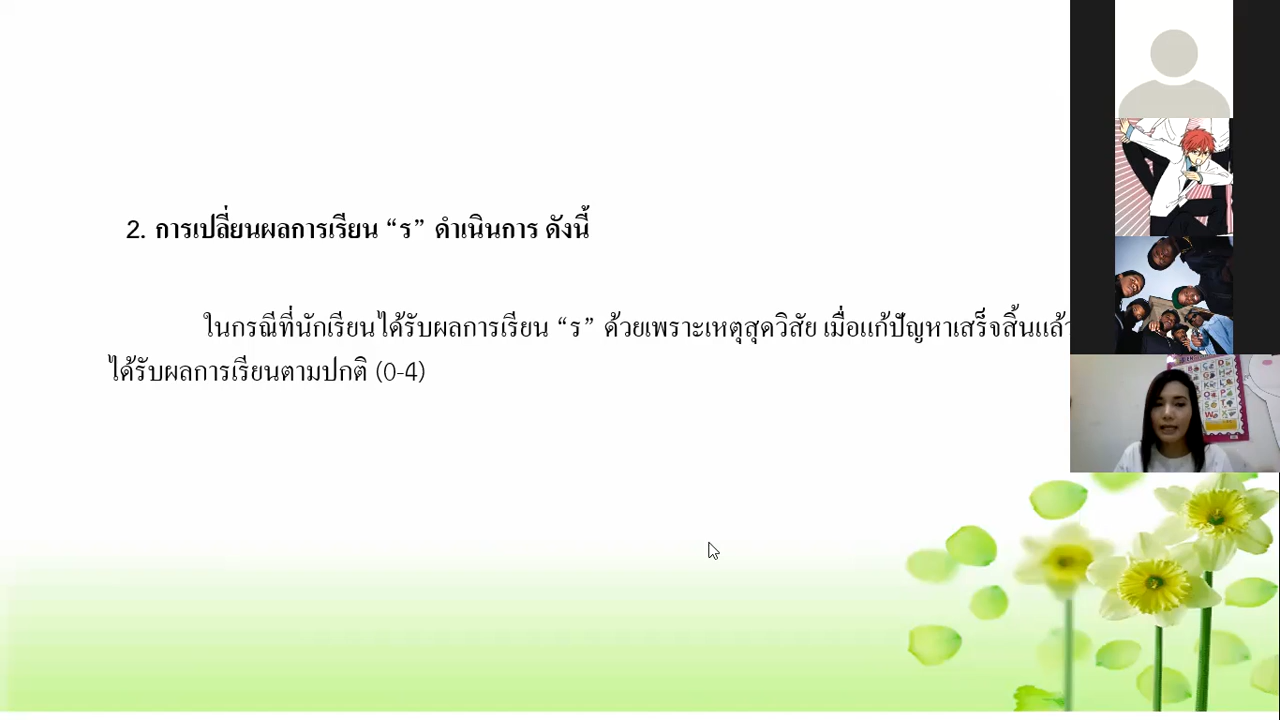 2. การเปลี่ยนผลการเรียน “ร” ดำเนินการ ดังนี้
ในกรณีที่นักเรียนได้รับผลการเรียน “ร” ด้วยเพราะเหตุสุดวิสัย เมื่อแก้ปัญหาเสร็จสิ้นแล้ว
ได้รับผลการเรียนตามปกติ (0-4)